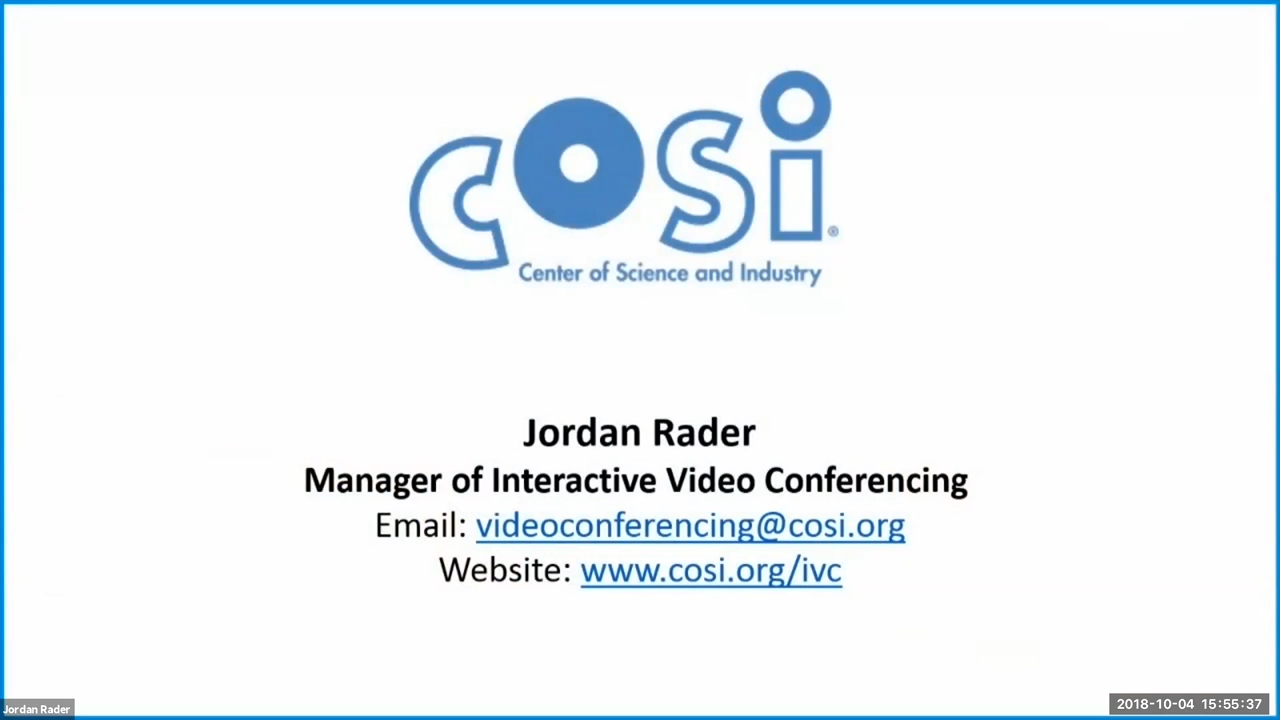 cosi®
Center of Science and Industry
Jordan Rader
Manager of Interactive Video Conferencing
Email: videoconferencing@cosi.org
Website: www.cosi.org/ivc
Jordan Rader
2018-10-04 15:55:37